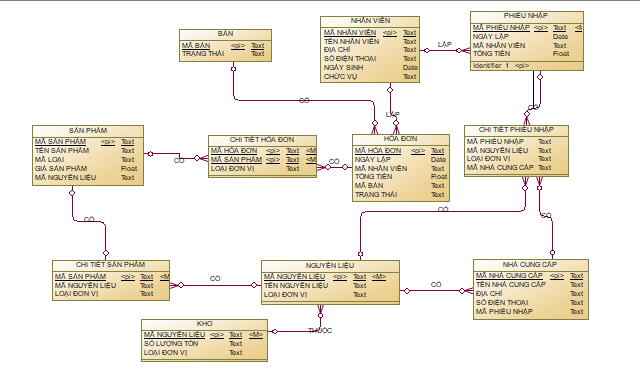 BÀN
MÃ BÀN <pi> Text
TRẠNG THÁI Text
NHÂN VIÊN
MÃ NHÂN VIÊN <pi> Text
TÊN NHÂN VIÊN Text
ĐỊA CHỈ Text
SỐ ĐIỆN THOẠI Text
NGÀY SINH Date
CHỨC VỤ Text
LẬP
PHIẾU NHẬP
MÃ PHIẾU NHẬP <pi> Text <M
NGÀY LẬP Date
MÃ NHÂN VIÊN Text
TỔNG TIỀN Float
Identifier 1 <pi>
CÓ
LẬP
CÓ
SẢN PHẨM
MÃ SẢN PHẨM <pi> Text
TÊN SẢN PHẨM Text
MÃ LOẠI Text
GIÁ SẢN PHẨM Float
MÃ NGUYÊN LIỆU Text
CÓ
CHI TIẾT HÓA ĐƠN
MÃ HÓA ĐƠN <pi> Text <M
MÃ SẢN PHẨM <pi> Text <M
LOẠI ĐƠN VỊ Text
CÓ
HÓA ĐƠN
MÃ HÓA ĐƠN <pi> Text
NGÀY LẬP Date
MÃ NHÂN VIÊN Text
TỔNG TIỀN Float
MÃ BÀN Text
TRẠNG THÁI Text
CHI TIẾT PHIẾU NHẬP
MÃ PHIẾU NHẬP Text
MÃ NGUYÊN LIỆU Text
LOẠI ĐƠN VỊ Text
MÃ NHÀ CUNG CẤP Text
CÓ
CÓ
CÓ
CHI TIẾT SẢN PHẨM
MÃ SẢN PHẨM <pi> Text <M
MÃ NGUYÊN LIỆU Text
LOẠI ĐƠN VỊ Text
CÓ
NGUYÊN LIỆU
MÃ NGUYÊN LIỆU <pi> Text <M>
TÊN NGUYÊN LIỆU Text
LOẠI ĐƠN VỊ Text
CÓ
NHÀ CUNG CẤP
MÃ NHÀ CUNG CẤP <pi> Text
TÊN NHÀ CUNG CẤP Text
ĐỊA CHỈ Text
SỐ ĐIỆN THOẠI Text
MÃ PHIẾU NHẬP Text
KHO
MÃ NGUYÊN LIỆU <pi> Text <M>
SỐ LƯỢNG TỒN Text
LOẠI ĐƠN VỊ Text
THUỘC